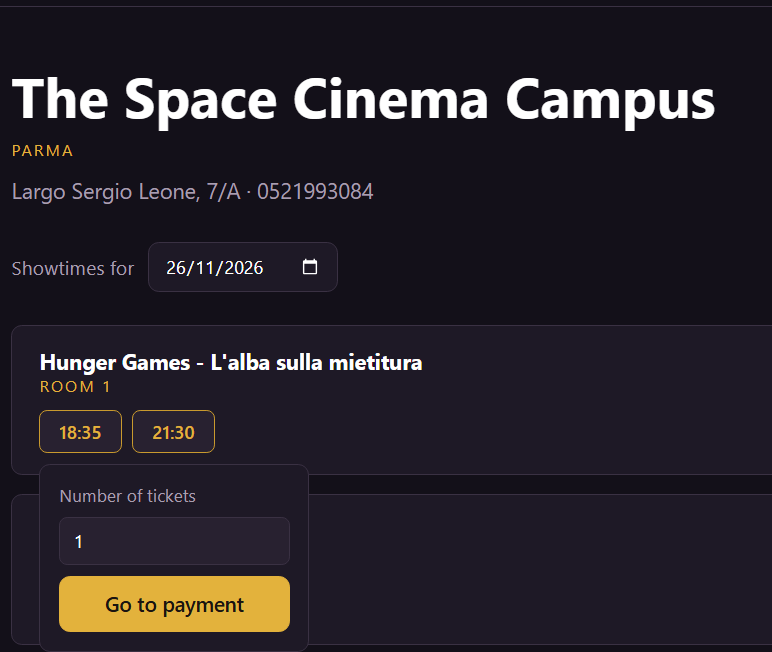 The Space Cinema Campus
PARMA
Largo Sergio Leone, 7/A · 0521993084
Showtimes for 26/11/2026
Hunger Games - L'alba sulla mietitura
ROOM 1
18:35 21:30
Number of tickets
1
Go to payment